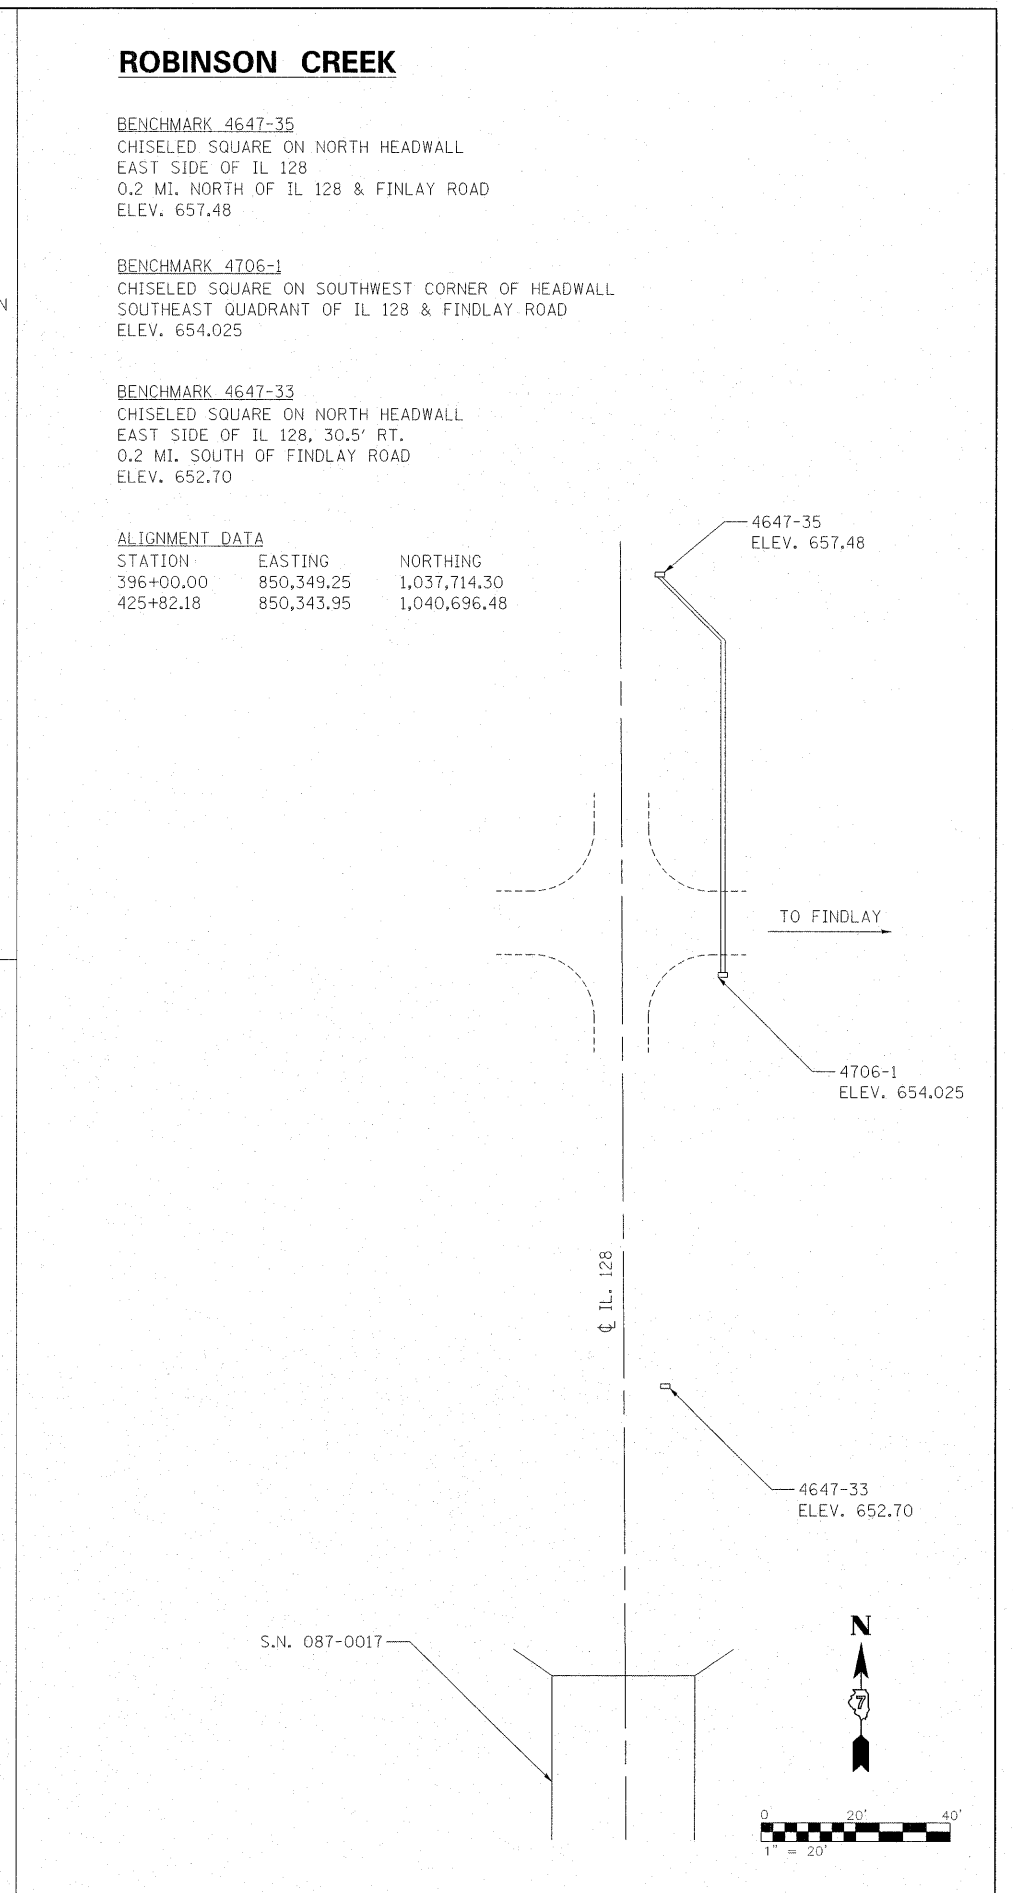 ROBINSON CREEK
BENCHMARK 4647-35
CHISELED SQUARE ON NORTH HEADWALL
EAST SIDE OF IL 128
0.2 MI. NORTH OF IL 128 & FINLAY ROAD
ELEV. 657.48
BENCHMARK 4706-1
CHISELED SQUARE ON SOUTHWEST CORNER OF HEADWALL
SOUTHEAST QUADRANT OF IL 128 & FINDLAY ROAD
ELEV. 654.025
N
BENCHMARK 4647-33
CHISELED SQUARE ON NORTH HEADWALL
EAST SIDE OF IL 128, 30.5' RT.
0.2 MI. SOUTH OF FINDLAY ROAD
ELEV. 652.70
ALIGNMENT DATA
STATION EASTING NORTHING
396+00.00 850,349.25 1,037,714.30
425+82.18 850,343.95 1,040,696.48
4647-35
ELEV. 657.48
TO FINDLAY
4706-1
ELEV. 654.025
℄ IL. 128
4647-33
ELEV. 652.70
S.N. 087-0017
N
7
0 20' 40'
1" = 20'